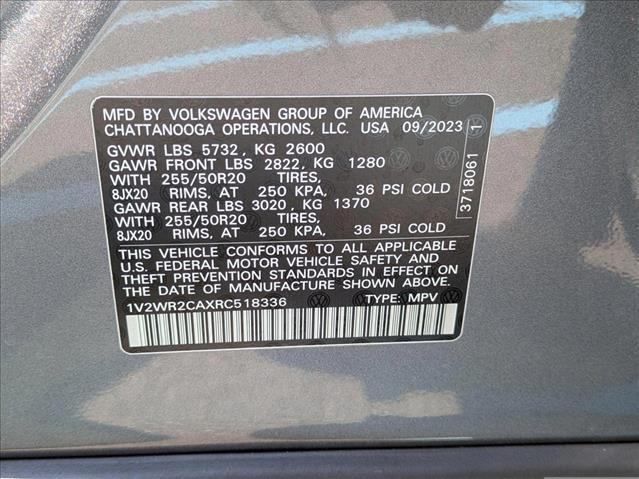 MFD BY VOLKSWAGEN GROUP OF AMERICA
CHATTANOOGA OPERATIONS, LLC. USA 09/2023
GVWR LBS 5732, KG 2600
GAWR FRONT LBS 2822, KG 1280
WITH 255/50R20 TIRES,
8JX20 RIMS, AT 250 KPA, 36 PSI COLD
GAWR REAR LBS 3020, KG 1370
WITH 255/50R20 TIRES,
8JX20 RIMS, AT 250 KPA, 36 PSI COLD
THIS VEHICLE CONFORMS TO ALL APPLICABLE
U.S. FEDERAL MOTOR VEHICLE SAFETY, BUMPER
AND THEFT PREVENTION STANDARDS IN EFFECT
ON THE DATE OF MANUFACTURE SHOWN ABOVE.
1V2WR2CAXRC518336 TYPE: MPV
3718061 1